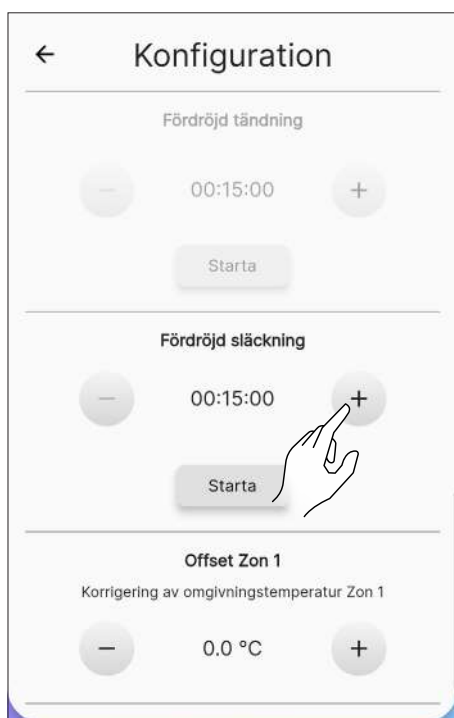 ← Konfiguration
Fördröjd tändning
− 00:15:00 +
Starta
Fördröjd släckning
− 00:15:00 +
Starta
Offset Zon 1
Korrigering av omgivningstemperatur Zon 1
− 0.0 °C +